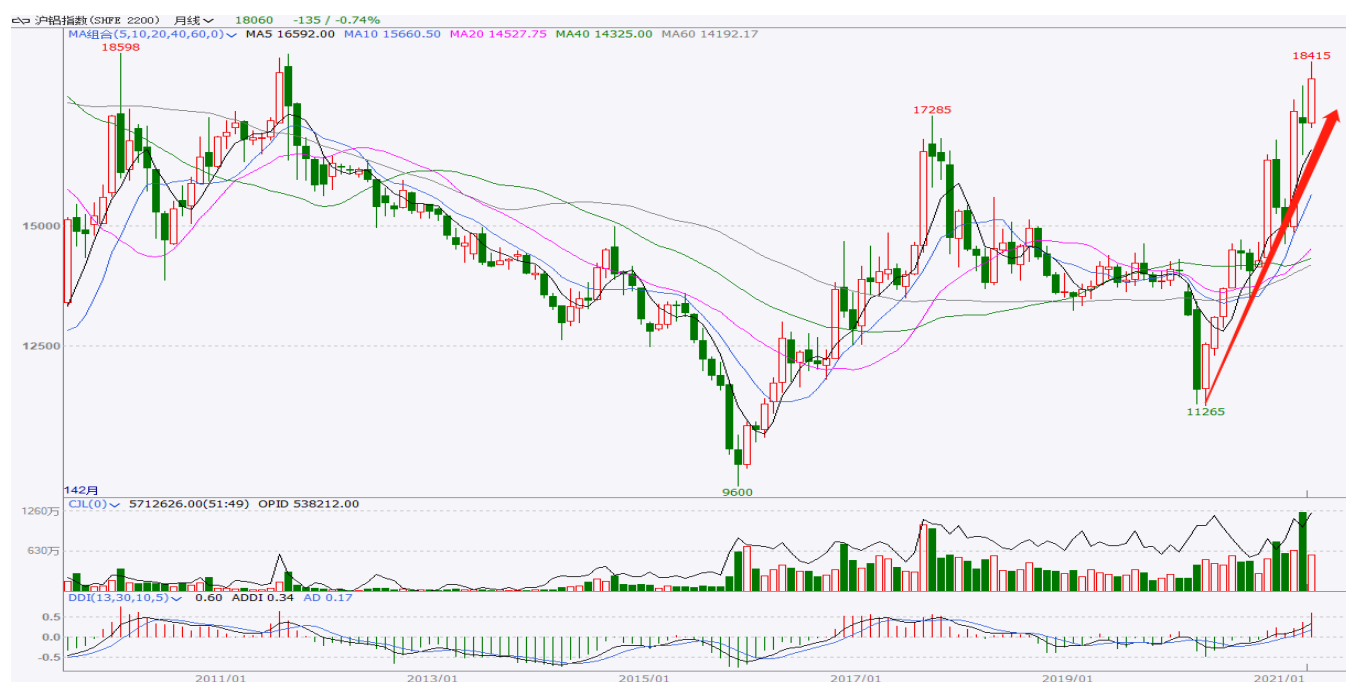 沪铝指数(SHFE 2200) 月线 18060 -135 / -0.74%
MA组合(5,10,20,40,60,0) MA5 16592.00 MA10 15660.50 MA20 14527.75 MA40 14325.00 MA60 14192.17
18598
18415
17285
15000
12500
11265
9600
142月
CJL(0) 5712626.00(51:49) OPID 538212.00
1260万
630万
DDI(13,30,10,5) 0.60 ADDI 0.34 AD 0.17
0.5
0.0
-0.5
2011/01 2013/01 2015/01 2017/01 2019/01 2021/01